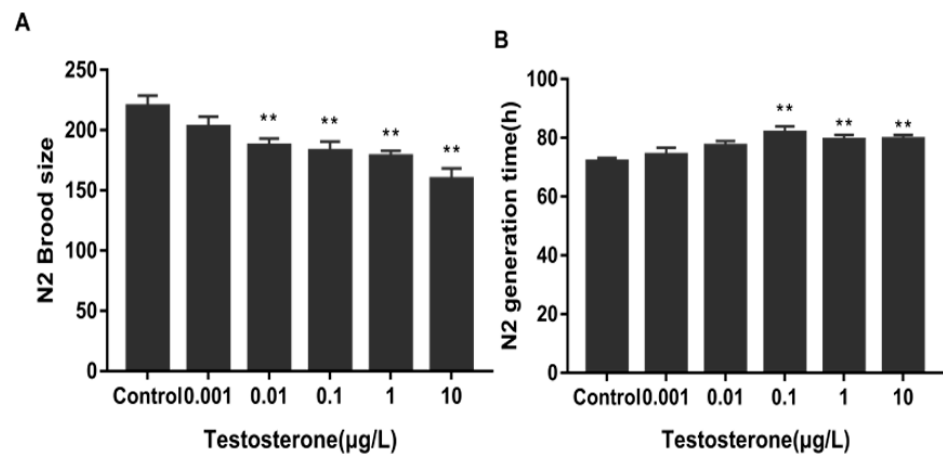 A
N2 Brood size
250
200
150
100
50
0
** ** ** **
Control 0.001 0.01 0.1 1 10
Testosterone(µg/L)
B
N2 generation time(h)
100
80
60
40
20
0
** ** **
Control 0.001 0.01 0.1 1 10
Testosterone(µg/L)